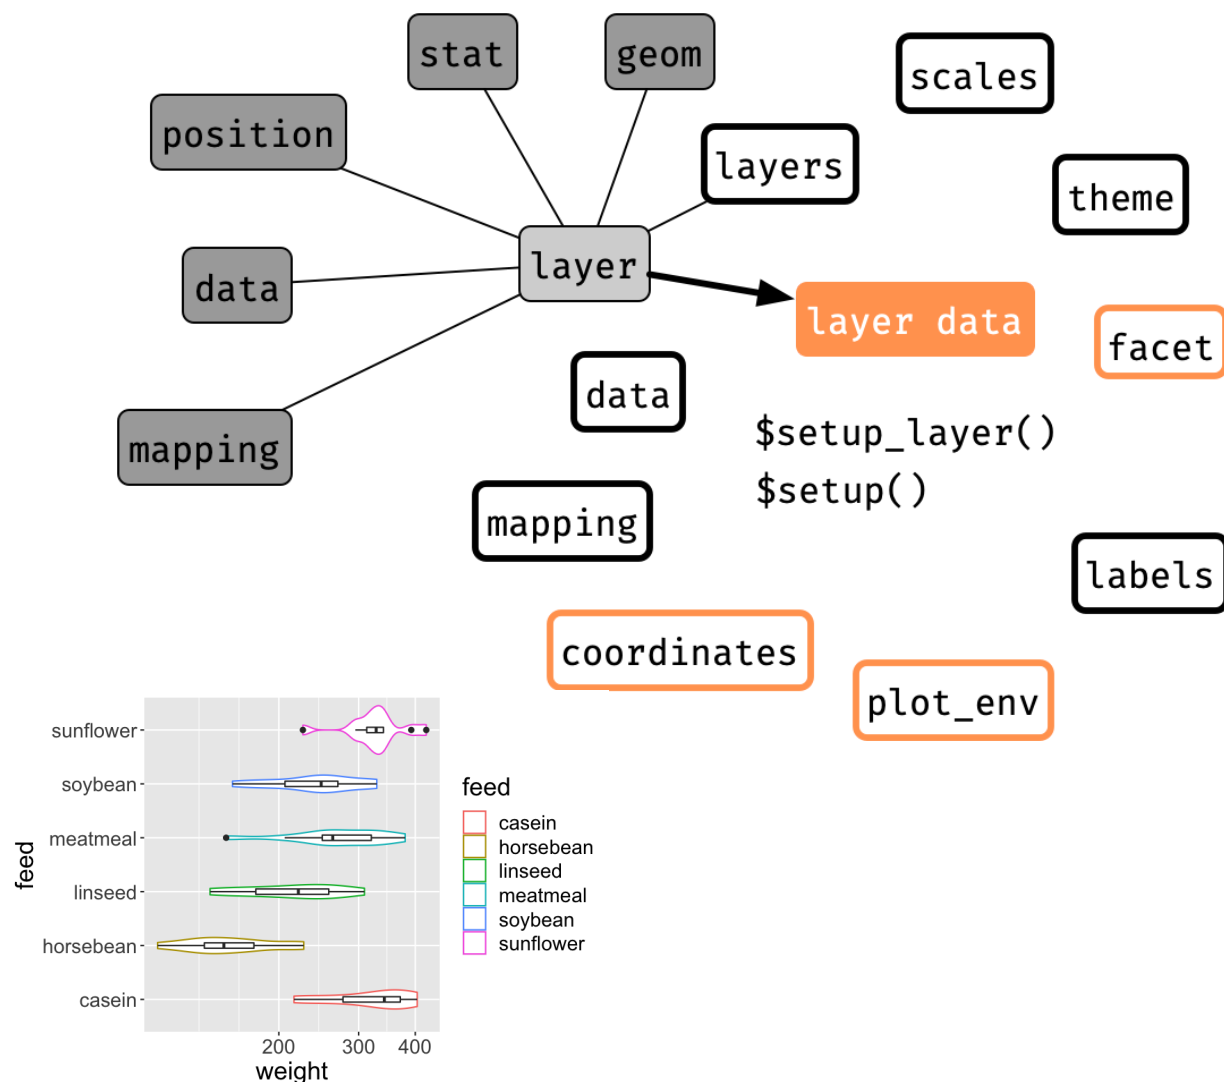 stat
geom
scales
position
layers
theme
layer
data
layer data
facet
data
$setup_layer()
mapping
$setup()
mapping
labels
coordinates
plot_env
sunflower
soybean
meatmeal
linseed
horsebean
casein
feed
200 300 400
weight
feed
casein
horsebean
linseed
meatmeal
soybean
sunflower